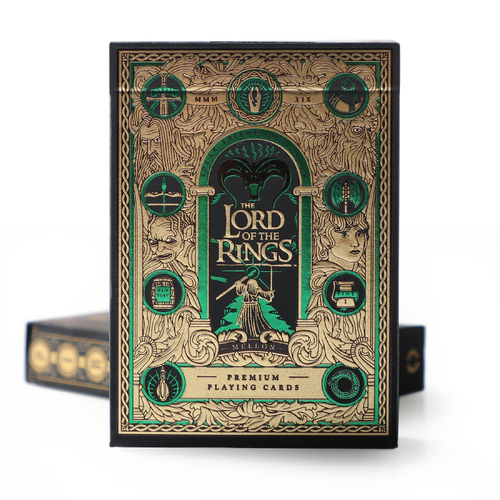 MMM XIX
THE
LORD
OF THE
RINGS
MELLON
PREMIUM
PLAYING CARDS